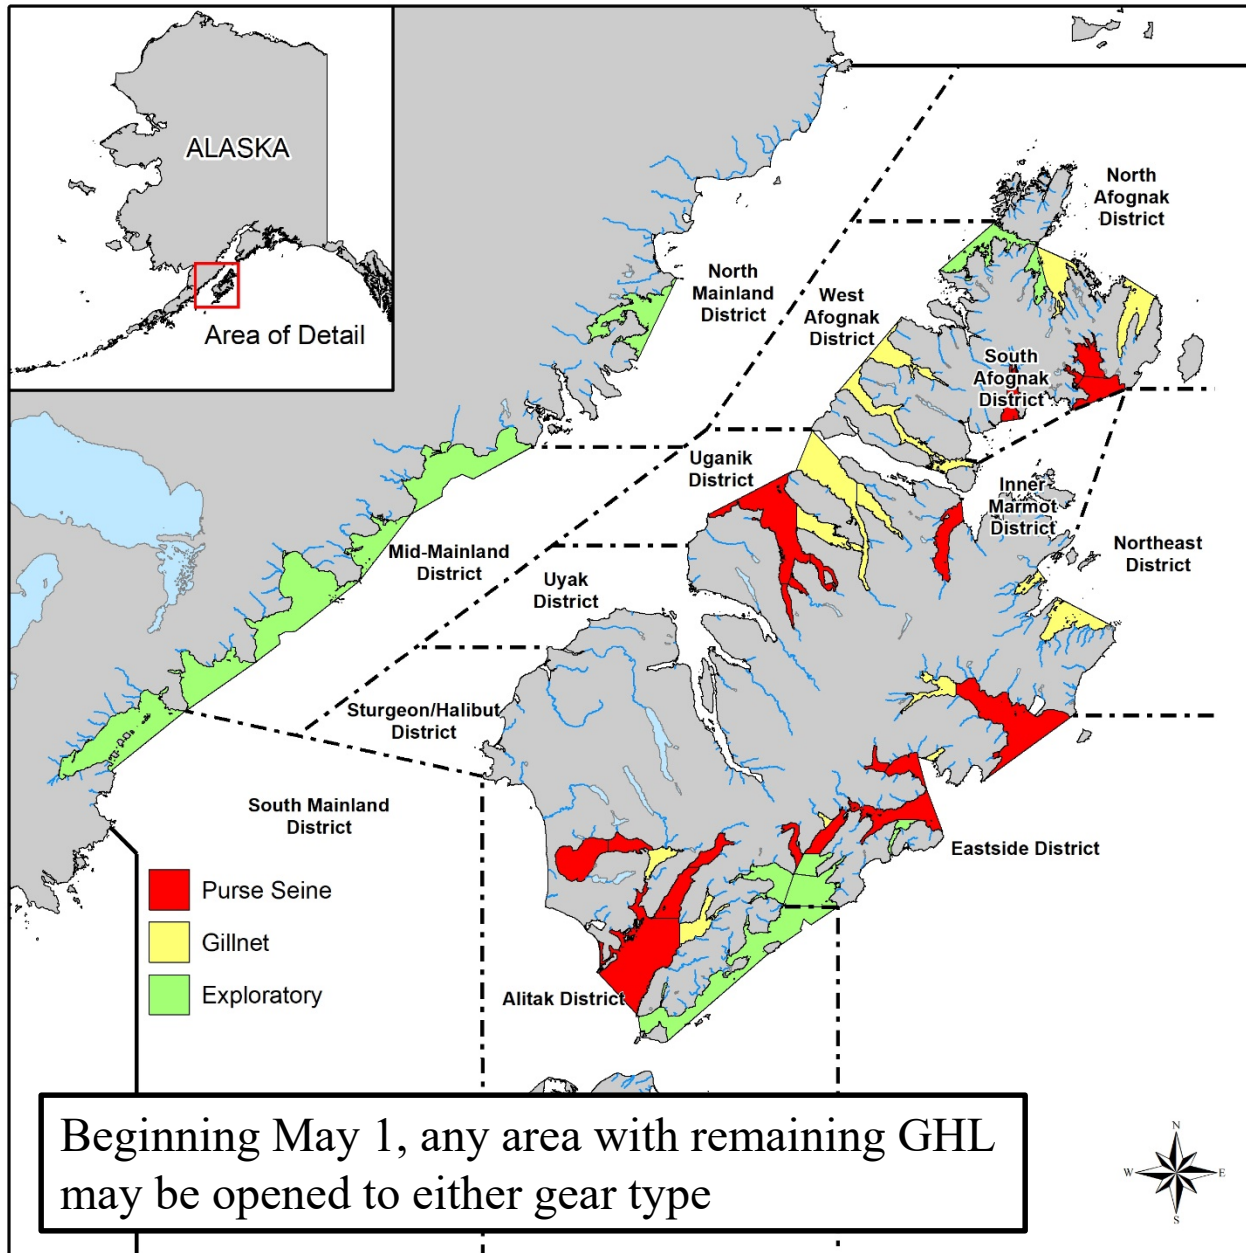 ALASKA
Area of Detail
North
Afognak
District
North
Mainland
District
West
Afognak
District
South
Afognak
District
Uganik
District
Inner
Marmot
District
Mid-Mainland
District
Northeast
District
Uyak
District
Sturgeon/Halibut
District
South Mainland
District
Eastside District
Alitak District
Purse Seine
Gillnet
Exploratory
Beginning May 1, any area with remaining GHL
may be opened to either gear type
N
W
E
S